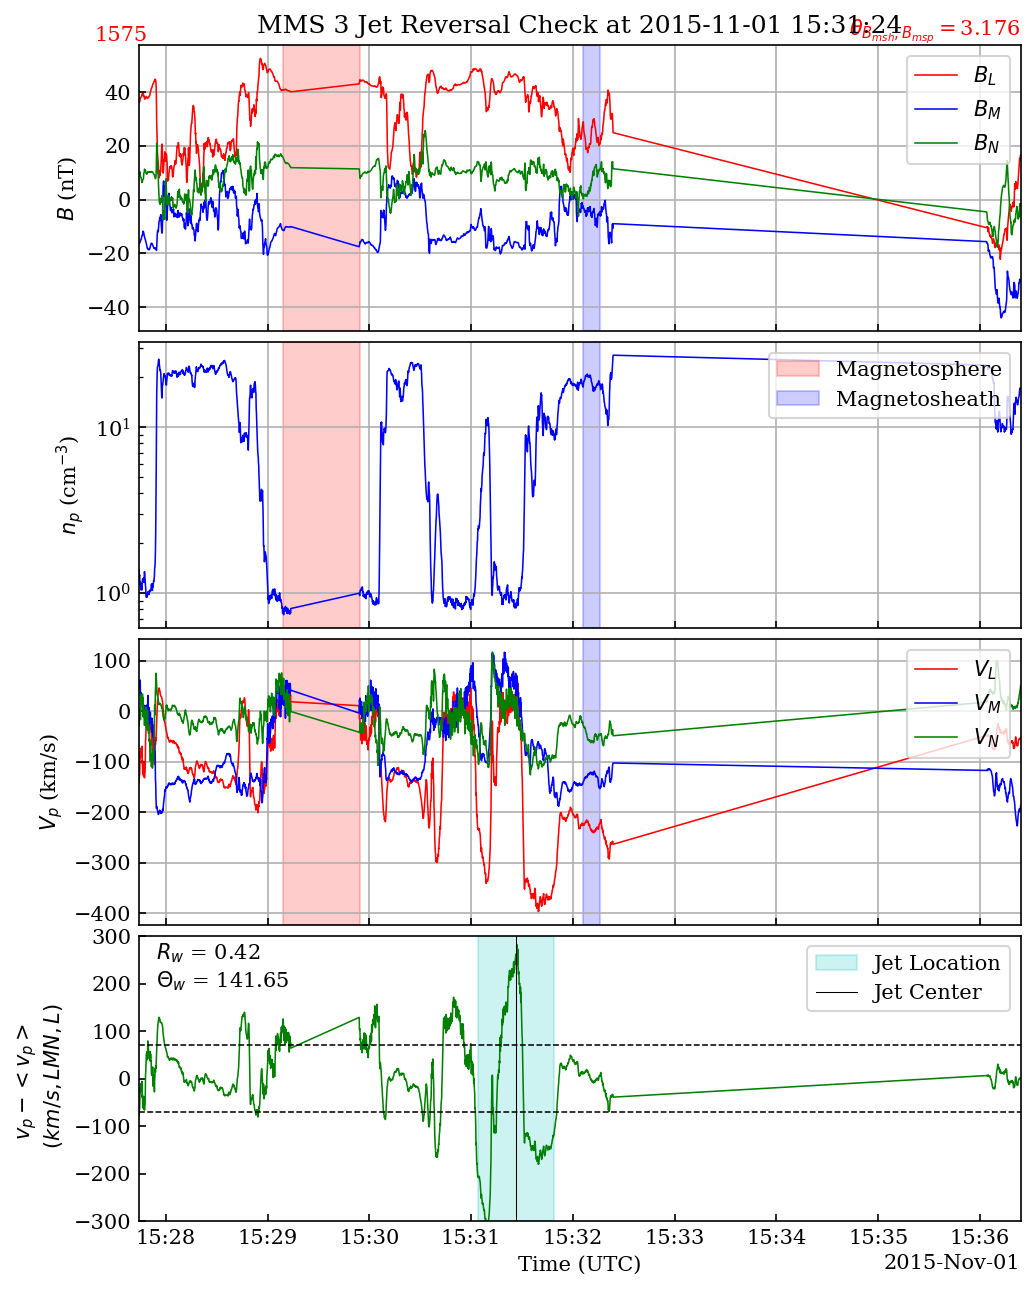 1575
MMS 3 Jet Reversal Check at 2015-11-01 15:31:24
θ_{B_{msh}, B_{msp}} = 3.176
B (nT)
40
20
0
−20
−40
B_L
B_M
B_N
n_p (cm^{−3})
10^1
10^0
Magnetosphere
Magnetosheath
V_p (km/s)
100
0
−100
−200
−300
−400
V_L
V_M
V_N
v_p − <v_p>
(km/s, LMN, L)
300
200
100
0
−100
−200
−300
R_w = 0.42
Θ_w = 141.65
Jet Location
Jet Center
15:28 15:29 15:30 15:31 15:32 15:33 15:34 15:35 15:36
Time (UTC)
2015-Nov-01